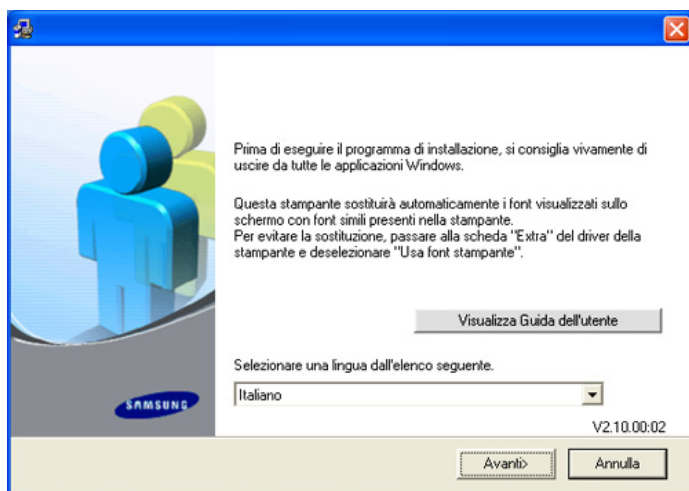 Prima di eseguire il programma di installazione, si consiglia vivamente di
uscire da tutte le applicazioni Windows.
Questa stampante sostituirà automaticamente i font visualizzati sullo
schermo con font simili presenti nella stampante.
Per evitare la sostituzione, passare alla scheda "Extra" del driver della
stampante e deselezionare "Usa font stampante".
Visualizza Guida dell'utente
Selezionare una lingua dall'elenco seguente.
Italiano
SAMSUNG
V2.10.00:02
Avanti>
Annulla